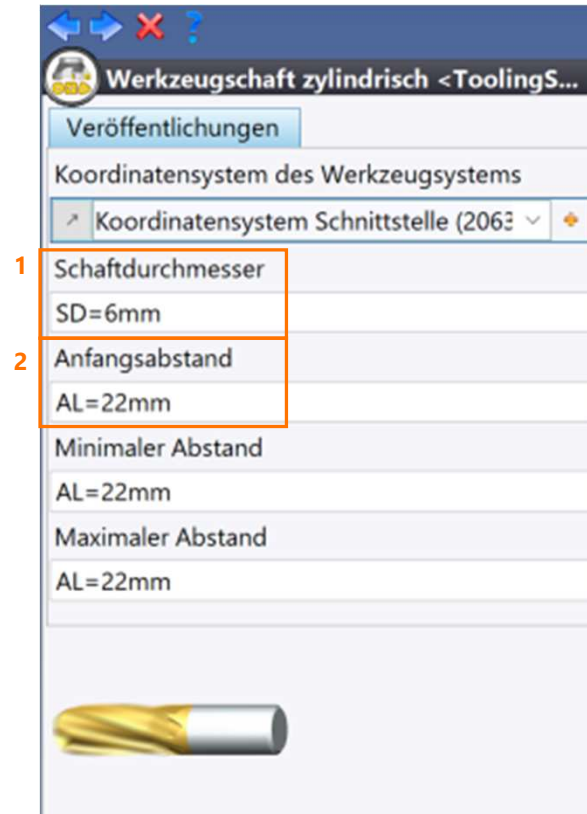 Werkzeugschaft zylindrisch <ToolingS...
Veröffentlichungen
Koordinatensystem des Werkzeugsystems
Koordinatensystem Schnittstelle (2063
1 Schaftdurchmesser
SD=6mm
2 Anfangsabstand
AL=22mm
Minimaler Abstand
AL=22mm
Maximaler Abstand
AL=22mm